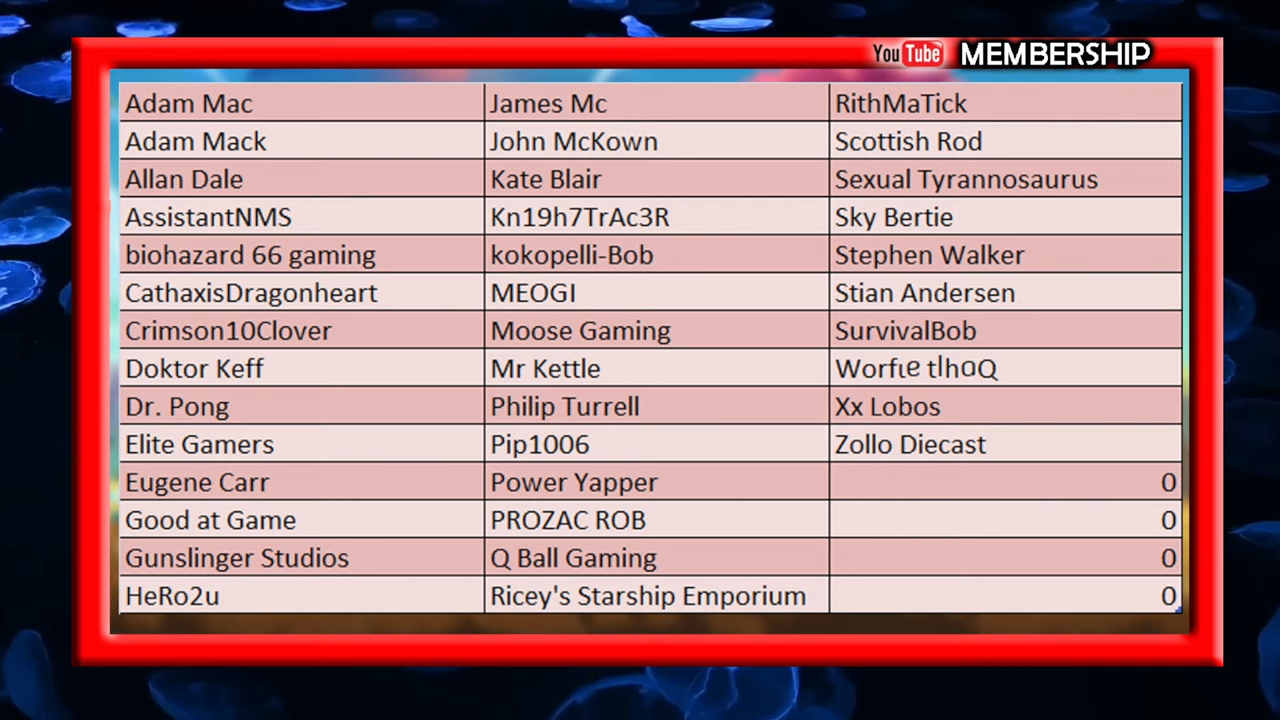 YouTube MEMBERSHIP
Adam Mac James Mc RithMaTick
Adam Mack John McKown Scottish Rod
Allan Dale Kate Blair Sexual Tyrannosaurus
AssistantNMS Kn19h7TrAc3R Sky Bertie
biohazard 66 gaming kokopelli-Bob Stephen Walker
CathaxisDragonheart MEOGI Stian Andersen
Crimson10Clover Moose Gaming SurvivalBob
Doktor Keff Mr Kettle Worfɩҽ tlhօQ
Dr. Pong Philip Turrell Xx Lobos
Elite Gamers Pip1006 Zollo Diecast
Eugene Carr Power Yapper 0
Good at Game PROZAC ROB 0
Gunslinger Studios Q Ball Gaming 0
HeRo2u Ricey's Starship Emporium 0